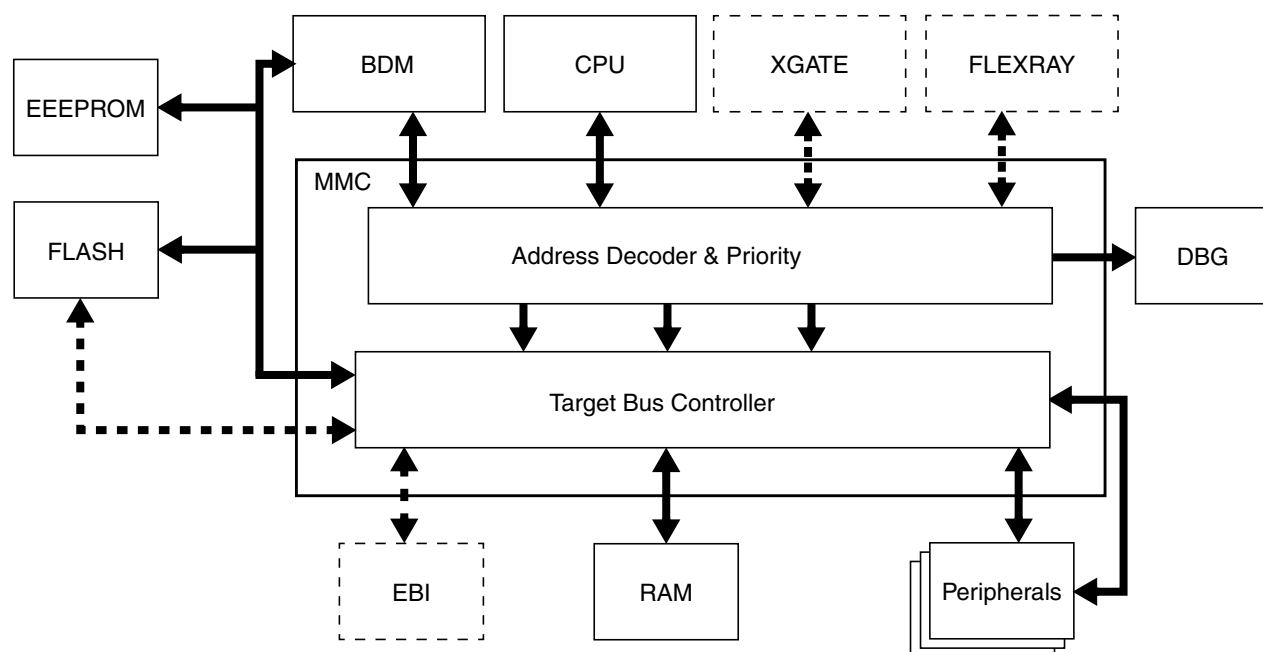 BDM
CPU
XGATE
FLEXRAY
EEEPROM
MMC
FLASH
Address Decoder & Priority
DBG
Target Bus Controller
EBI
RAM
Peripherals